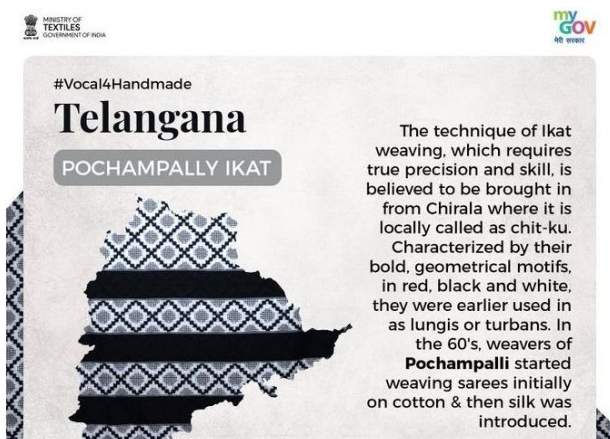 MINISTRY OF
TEXTILES
GOVERNMENT OF INDIA
my
GOV
मेरी सरकार
#Vocal4Handmade
Telangana
POCHAMPALLY IKAT
The technique of Ikat
weaving, which requires
true precision and skill, is
believed to be brought in
from Chirala where it is
locally called as chit-ku.
Characterized by their
bold, geometrical motifs,
in red, black and white,
they were earlier used in
as lungis or turbans. In
the 60's, weavers of
Pochampalli started
weaving sarees initially
on cotton & then silk was
introduced.